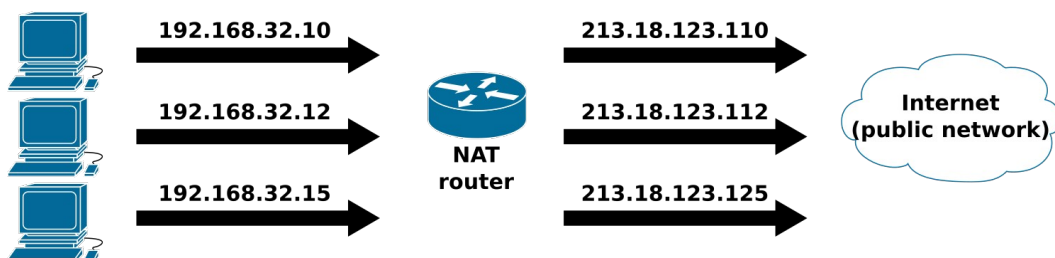 192.168.32.10
213.18.123.110
192.168.32.12
213.18.123.112
Internet
(public network)
NAT
router
192.168.32.15
213.18.123.125